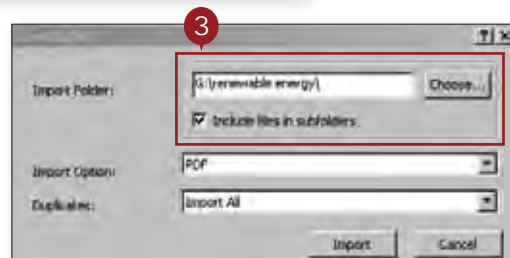 3
? ×
Import Folder:
G:\renewable energy\
Choose...
Include files in subfolders
Import Option:
PDF
Duplicates:
Import All
Import
Cancel